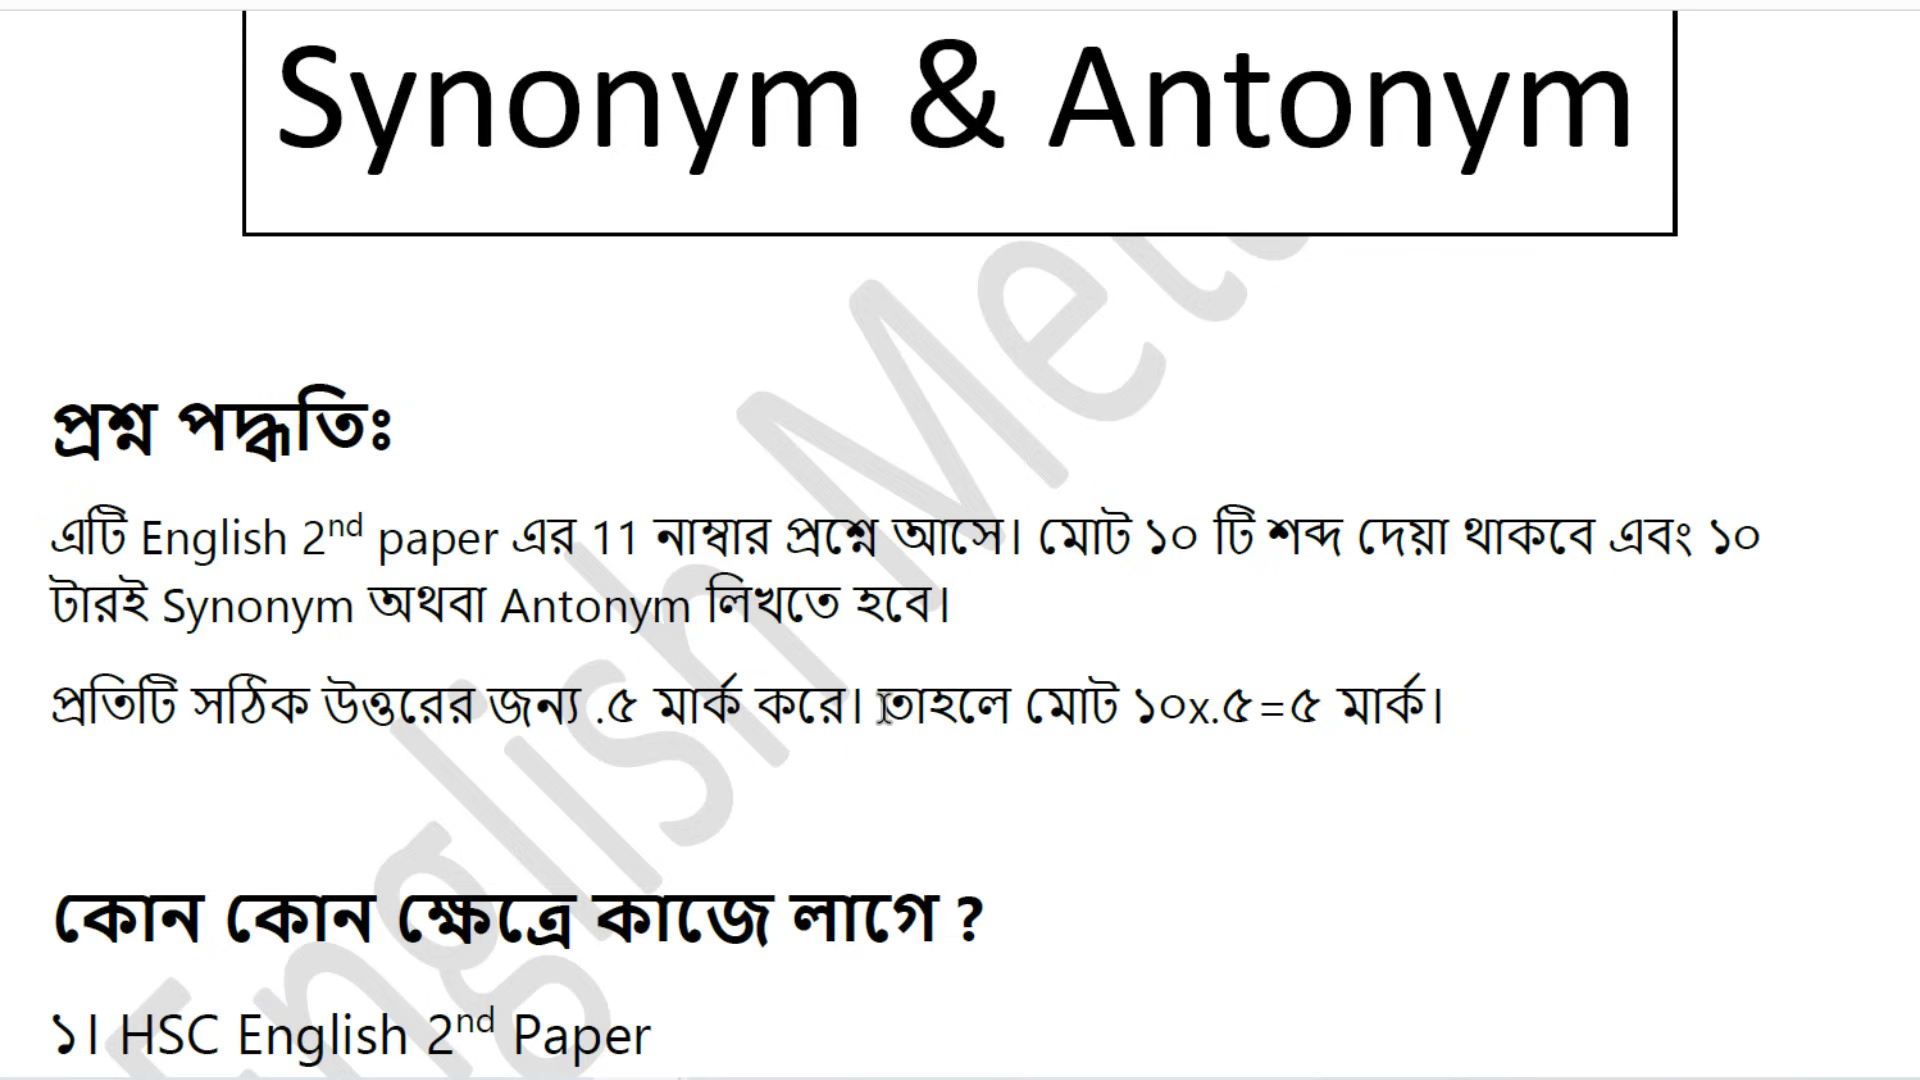 Synonym & Antonym
প্রশ্ন পদ্ধতিঃ
এটি English 2nd paper এর 11 নাম্বার প্রশ্নে আসে। মোট ১০ টি শব্দ দেয়া থাকবে এবং ১০
টারই Synonym অথবা Antonym লিখতে হবে।
প্রতিটি সঠিক উত্তরের জন্য .৫ মার্ক করে। তাহলে মোট ১০x.৫=৫ মার্ক।
কোন কোন ক্ষেত্রে কাজে লাগে ?
১। HSC English 2nd Paper
English Met